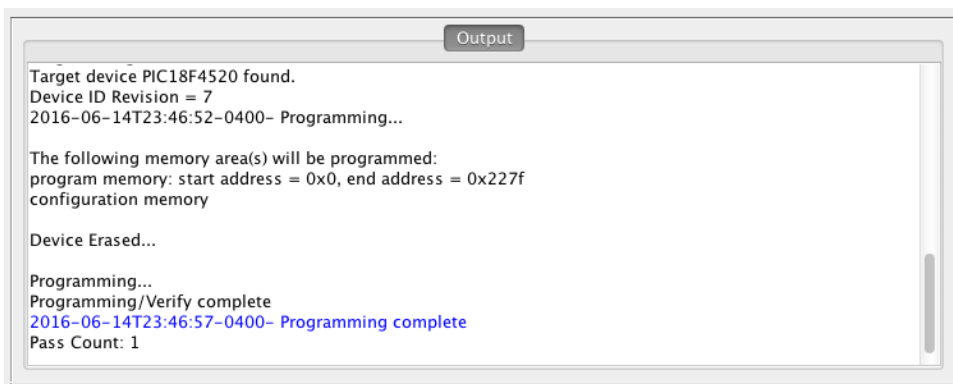 Output
Target device PIC18F4520 found.
Device ID Revision = 7
2016-06-14T23:46:52-0400- Programming...
The following memory area(s) will be programmed:
program memory: start address = 0x0, end address = 0x227f
configuration memory
Device Erased...
Programming...
Programming/Verify complete
2016-06-14T23:46:57-0400- Programming complete
Pass Count: 1